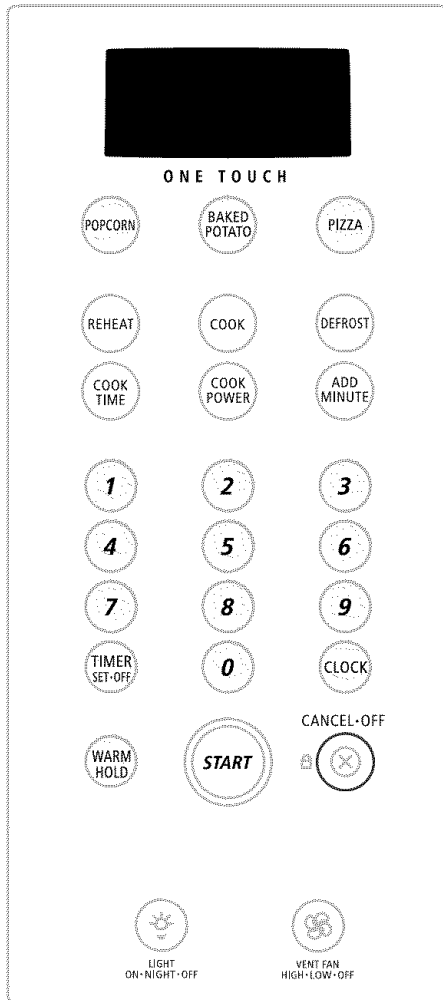 ONE TOUCH
POPCORN
BAKED
POTATO
PIZZA
REHEAT
COOK
DEFROST
COOK
TIME
COOK
POWER
ADD
MINUTE
1
2
3
4
5
6
7
8
9
TIMER
SET•OFF
0
CLOCK
CANCEL•OFF
WARM
HOLD
START
LIGHT
ON•NIGHT•OFF
VENT FAN
HIGH•LOW•OFF